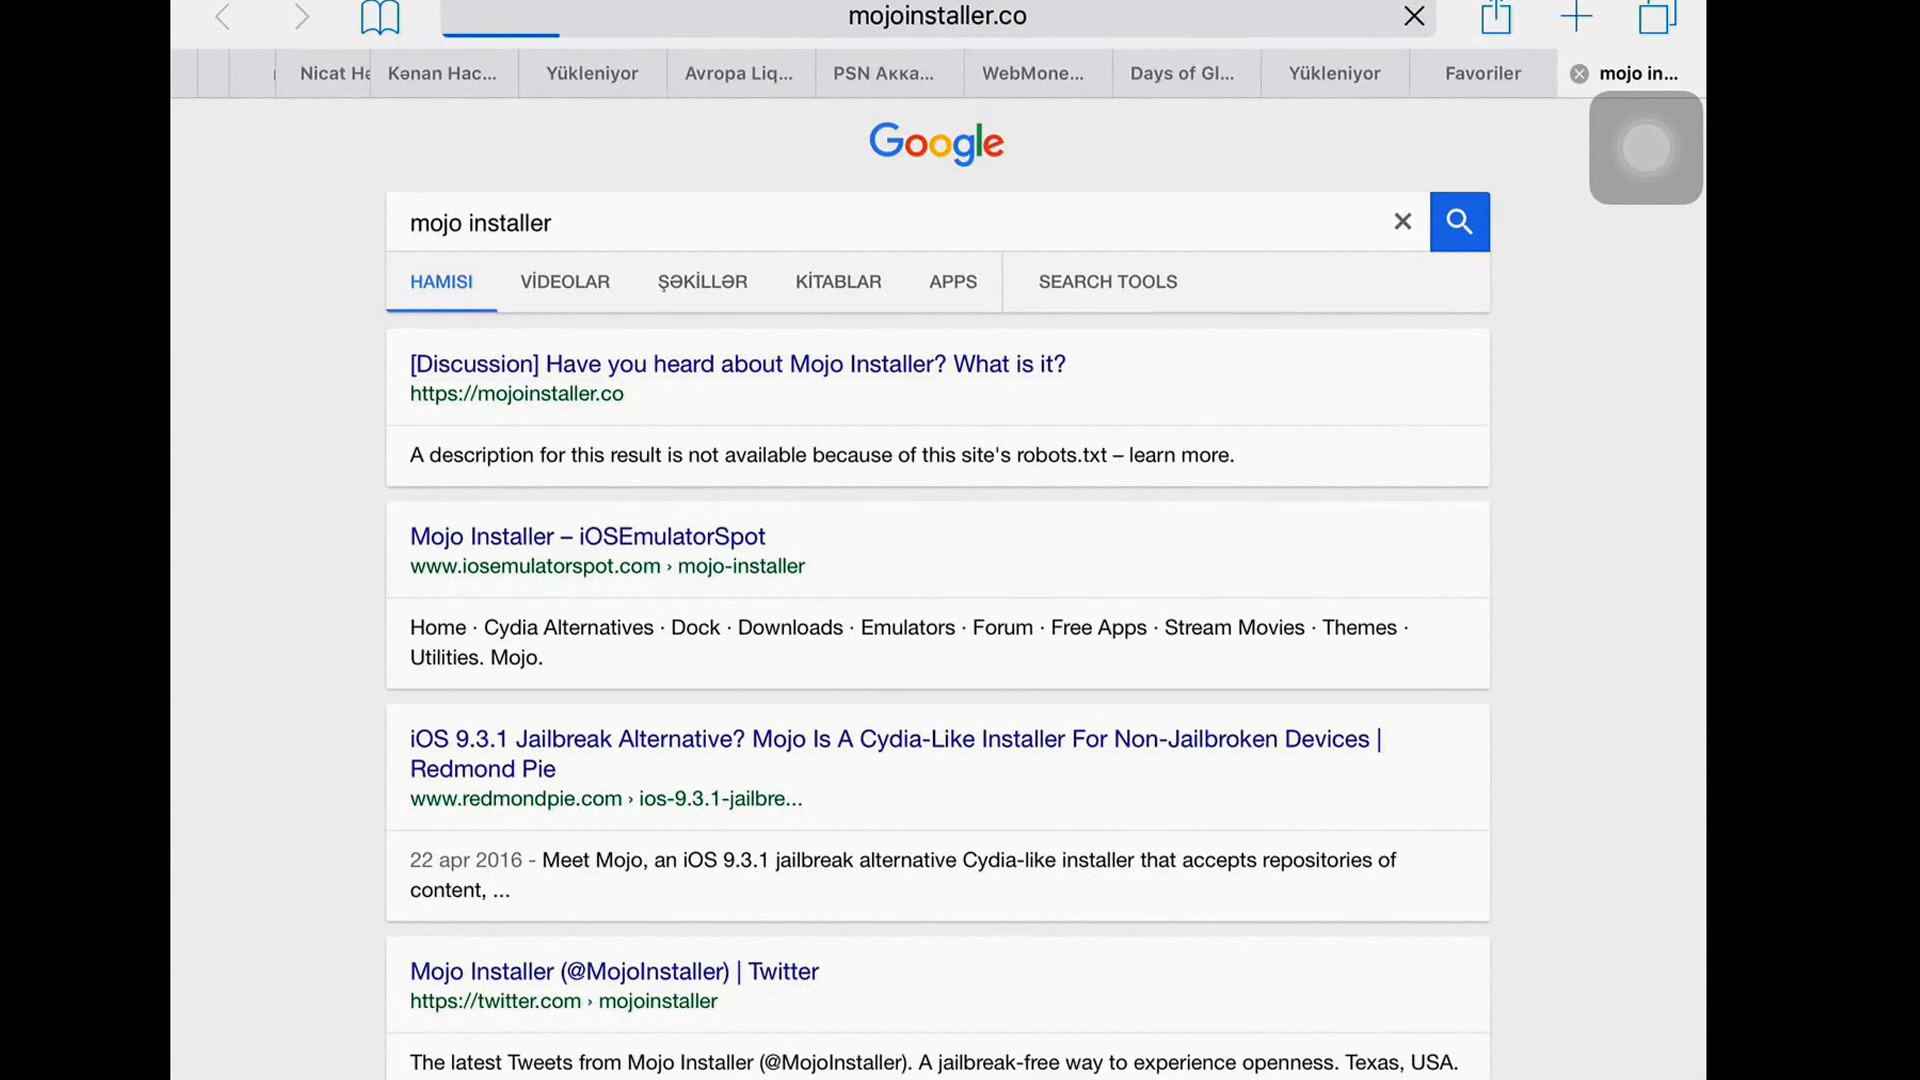 mojoinstaller.co
Nicat Hə
Kənan Hac...
Yükleniyor
Avropa Liq...
PSN Акка...
WebMone...
Days of Gl...
Yükleniyor
Favoriler
mojo in...
Google
mojo installer
HAMISI
VİDEOLAR
ŞƏKİLLƏR
KİTABLAR
APPS
SEARCH TOOLS
[Discussion] Have you heard about Mojo Installer? What is it?
https://mojoinstaller.co
A description for this result is not available because of this site's robots.txt – learn more.
Mojo Installer – iOSEmulatorSpot
www.iosemulatorspot.com › mojo-installer
Home · Cydia Alternatives · Dock · Downloads · Emulators · Forum · Free Apps · Stream Movies · Themes ·
Utilities. Mojo.
iOS 9.3.1 Jailbreak Alternative? Mojo Is A Cydia-Like Installer For Non-Jailbroken Devices |
Redmond Pie
www.redmondpie.com › ios-9.3.1-jailbre...
22 apr 2016 - Meet Mojo, an iOS 9.3.1 jailbreak alternative Cydia-like installer that accepts repositories of
content, ...
Mojo Installer (@MojoInstaller) | Twitter
https://twitter.com › mojoinstaller
The latest Tweets from Mojo Installer (@MojoInstaller). A jailbreak-free way to experience openness. Texas, USA.